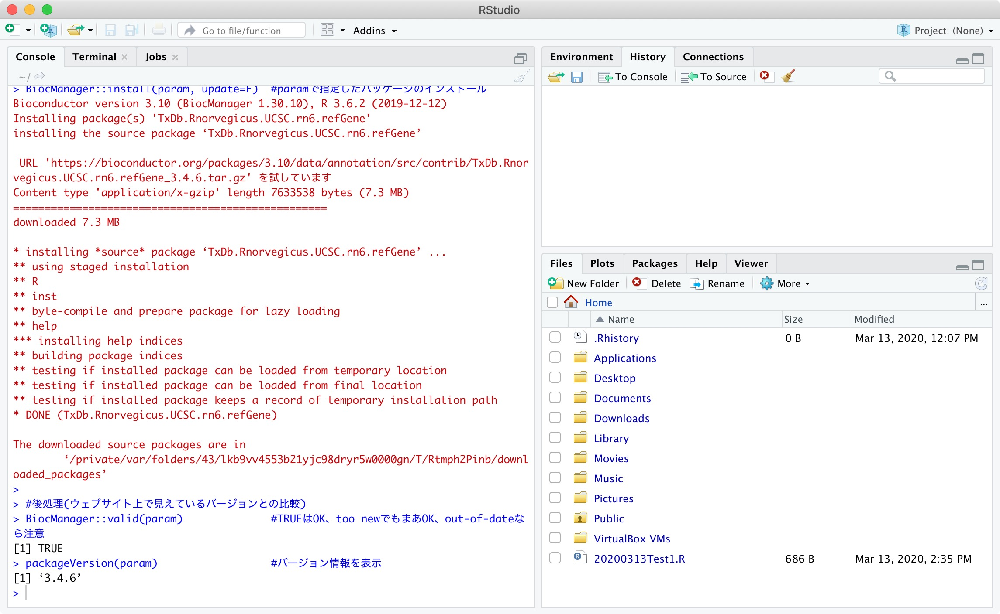 RStudio
Go to file/function
Addins
Project: (None)
Console
Terminal
Jobs
~/
> BiocManager::install(param, update=F)  #paramで指定したパッケージのインストール
Bioconductor version 3.10 (BiocManager 1.30.10), R 3.6.2 (2019-12-12)
Installing package(s) 'TxDb.Rnorvegicus.UCSC.rn6.refGene'
installing the source package ‘TxDb.Rnorvegicus.UCSC.rn6.refGene’
 URL 'https://bioconductor.org/packages/3.10/data/annotation/src/contrib/TxDb.Rnor
vegicus.UCSC.rn6.refGene_3.4.6.tar.gz' を試しています
Content type 'application/x-gzip' length 7633538 bytes (7.3 MB)
==================================================
downloaded 7.3 MB
* installing *source* package ‘TxDb.Rnorvegicus.UCSC.rn6.refGene’ ...
** using staged installation
** R
** inst
** byte-compile and prepare package for lazy loading
** help
*** installing help indices
** building package indices
** testing if installed package can be loaded from temporary location
** testing if installed package can be loaded from final location
** testing if installed package keeps a record of temporary installation path
* DONE (TxDb.Rnorvegicus.UCSC.rn6.refGene)
The downloaded source packages are in
‘/private/var/folders/43/lkb9vv4553b21yjc98dryr5w0000gn/T/Rtmph2Pinb/downl
oaded_packages’
>
> #後処理(ウェブサイト上で見えているバージョンとの比較)
> BiocManager::valid(param)              #TRUEはOK、too newでもまあOK、out-of-dateな
ら注意
[1] TRUE
> packageVersion(param)                  #バージョン情報を表示
[1] ‘3.4.6’
>
Environment
History
Connections
To Console
To Source
Files
Plots
Packages
Help
Viewer
New Folder
Delete
Rename
More
Home
...
Name Size Modified
.Rhistory 0 B Mar 13, 2020, 12:07 PM
Applications
Desktop
Documents
Downloads
Library
Movies
Music
Pictures
Public
VirtualBox VMs
20200313Test1.R 686 B Mar 13, 2020, 2:35 PM